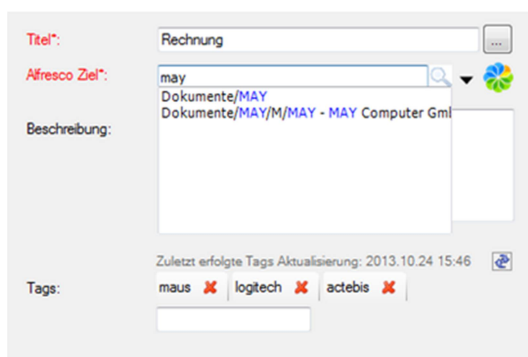 Titel*: Rechnung ...
Alfresco Ziel*: may
Dokumente/MAY
Dokumente/MAY/M/MAY - MAY Computer Gml
Beschreibung:
Zuletzt erfolgte Tags Aktualisierung: 2013.10.24 15:46
Tags: maus logitech actebis